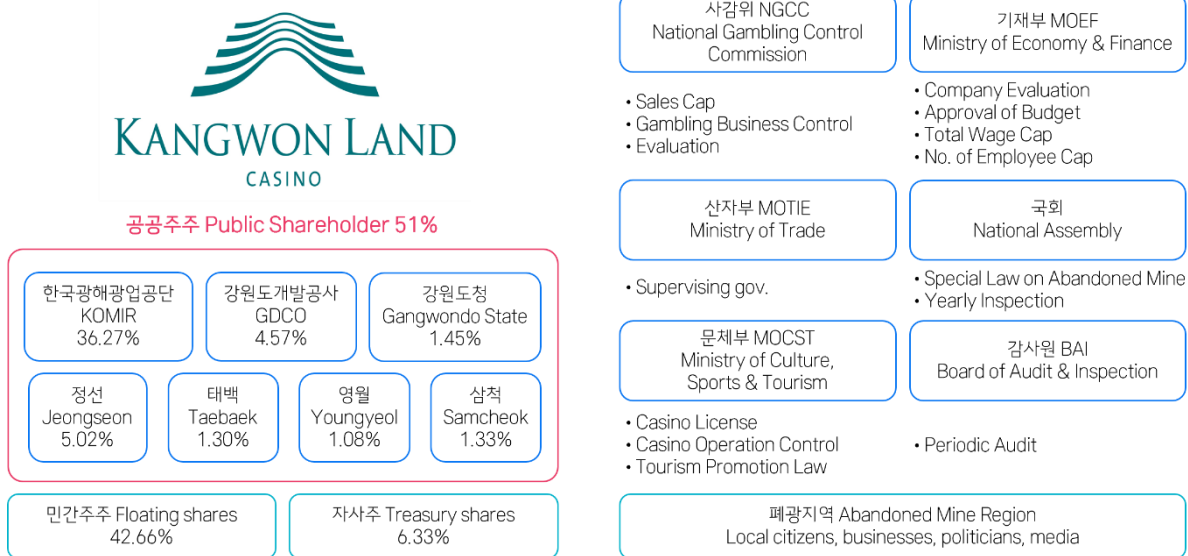 KANGWON LAND
CASINO
공공주주 Public Shareholder 51%
한국광해광업공단
KOMIR
36.27%
강원도개발공사
GDCO
4.57%
강원도청
Gangwondo State
1.45%
정선
Jeongseon
5.02%
태백
Taebaek
1.30%
영월
Youngyeol
1.08%
삼척
Samcheok
1.33%
민간주주 Floating shares
42.66%
자사주 Treasury shares
6.33%
사감위 NGCC
National Gambling Control
Commission
• Sales Cap
• Gambling Business Control
• Evaluation
기재부 MOEF
Ministry of Economy & Finance
• Company Evaluation
• Approval of Budget
• Total Wage Cap
• No. of Employee Cap
산자부 MOTIE
Ministry of Trade
• Supervising gov.
국회
National Assembly
• Special Law on Abandoned Mine
• Yearly Inspection
문체부 MOCST
Ministry of Culture,
Sports & Tourism
• Casino License
• Casino Operation Control
• Tourism Promotion Law
감사원 BAI
Board of Audit & Inspection
• Periodic Audit
폐광지역 Abandoned Mine Region
Local citizens, businesses, politicians, media